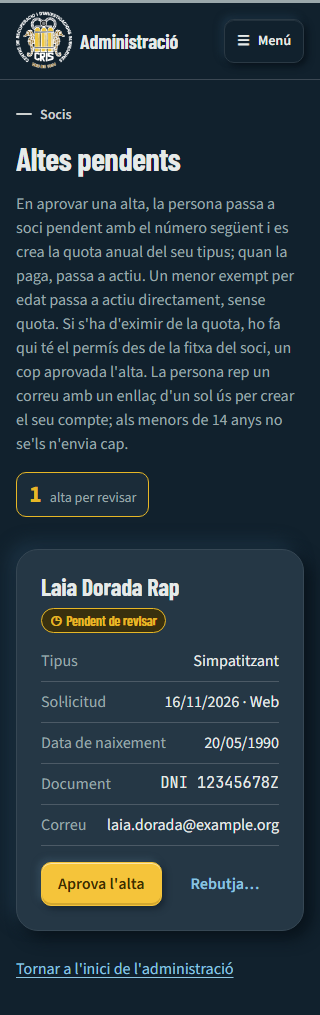 CRIS
Administració
☰ Menú
— Socis
Altes pendents
En aprovar una alta, la persona passa a
soci pendent amb el número següent i es
crea la quota anual del seu tipus; quan la
paga, passa a actiu. Un menor exempt per
edat passa a actiu directament, sense
quota. Si s'ha d'eximir de la quota, ho fa
qui té el permís des de la fitxa del soci, un
cop aprovada l'alta. La persona rep un
correu amb un enllaç d'un sol ús per crear
el seu compte; als menors de 14 anys no
se'ls n'envia cap.
1 alta per revisar
Laia Dorada Rap
Pendent de revisar
Tipus Simpatitzant
Sol·licitud 16/11/2026 · Web
Data de naixement 20/05/1990
Document DNI 12345678Z
Correu laia.dorada@example.org
Aprova l'alta Rebutja…
Tornar a l'inici de l'administració